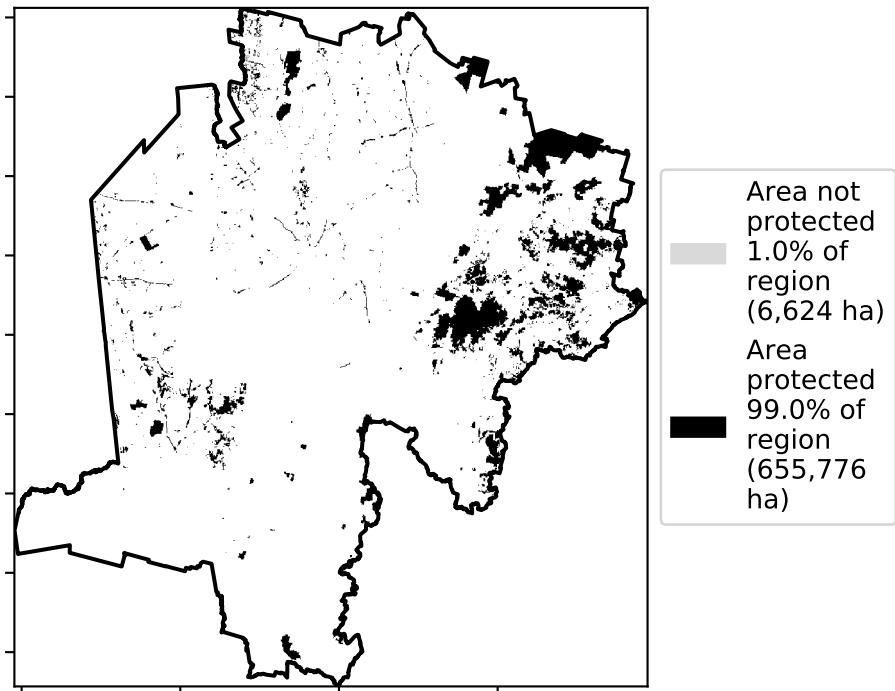 Area not
protected
1.0% of
region
(6,624 ha)
Area
protected
99.0% of
region
(655,776
ha)